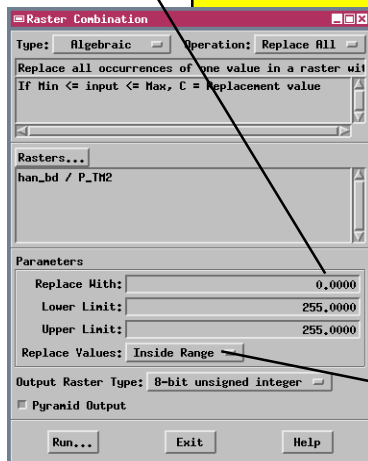 Raster Combination
Type: Algebraic Operation: Replace All
Replace all occurrences of one value in a raster wit
If Min <= input <= Max, C = Replacement value
Rasters...
han_bd / P_TM2
Parameters
Replace With: 0.0000
Lower Limit: 255.0000
Upper Limit: 255.0000
Replace Values: Inside Range
Output Raster Type: 8-bit unsigned integer
Pyramid Output
Run... Exit Help